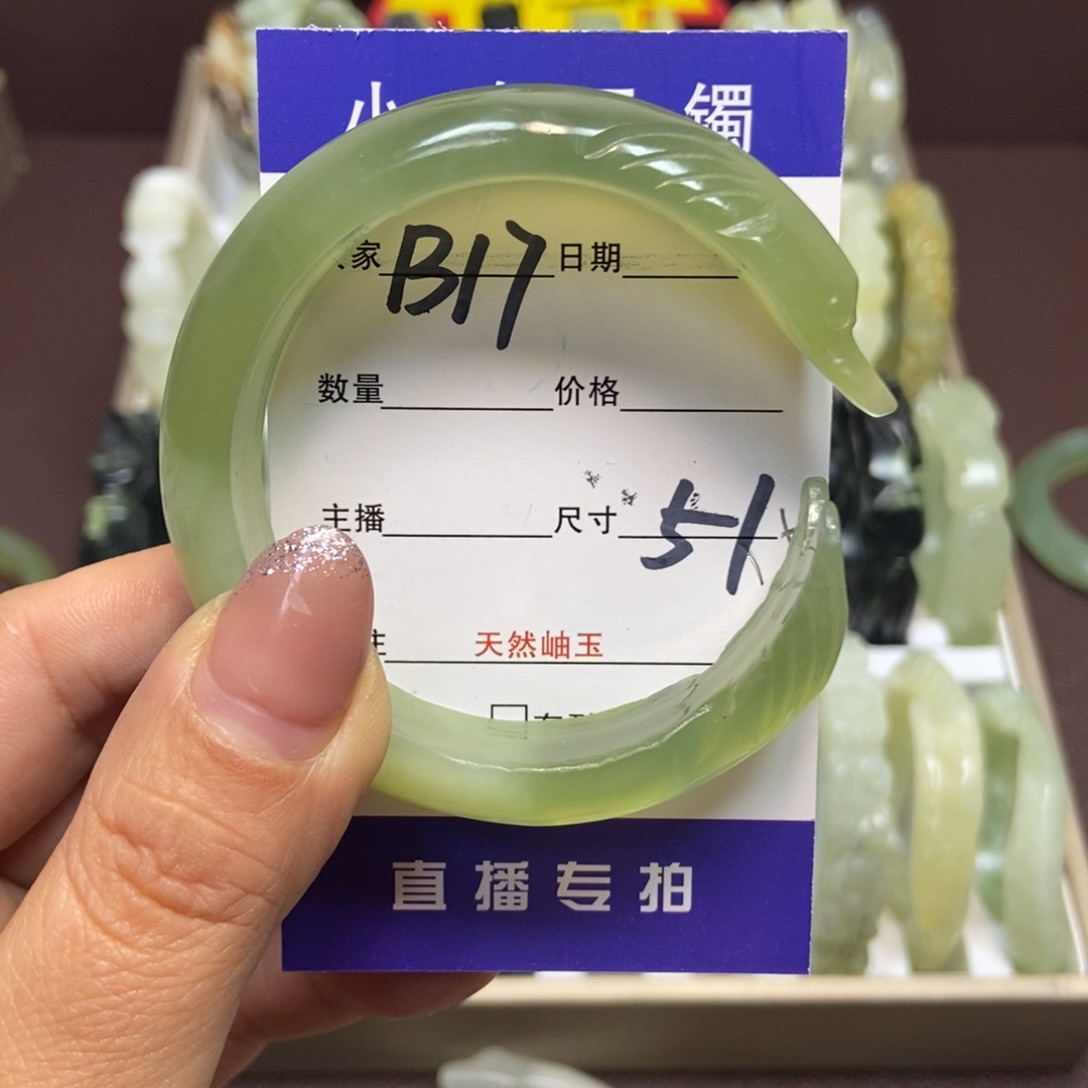 小 镯
家 B17 日期
数量 价格
主播 尺寸 51
天然岫玉
直播专拍